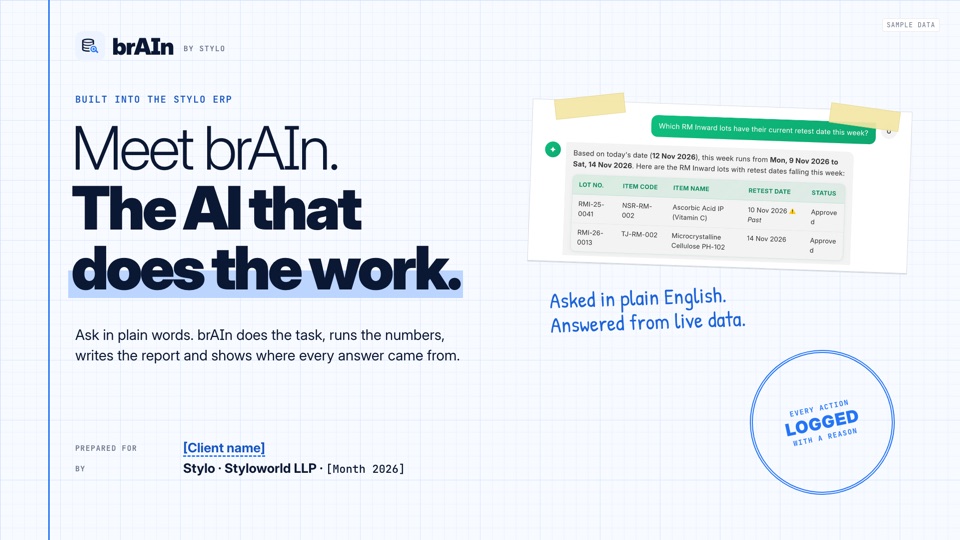 SAMPLE DATA
brAIn BY STYLO
BUILT INTO THE STYLO ERP
Meet brAIn.
The AI that
does the work.
Ask in plain words. brAIn does the task, runs the numbers,
writes the report and shows where every answer came from.
PREPARED FOR [Client name]
BY Stylo · Styloworld LLP · [Month 2026]
Which RM Inward lots have their current retest date this week?
Based on today's date (12 Nov 2026), this week runs from Mon, 9 Nov 2026 to
Sat, 14 Nov 2026. Here are the RM Inward lots with retest dates falling this week:
LOT NO. ITEM CODE ITEM NAME RETEST DATE STATUS
RMI-25-0041 NSR-RM-002 Ascorbic Acid IP (Vitamin C) 10 Nov 2026 ⚠️ Past Approved
RMI-26-0013 TJ-RM-002 Microcrystalline Cellulose PH-102 14 Nov 2026 Approved
Asked in plain English.
Answered from live data.
EVERY ACTION
LOGGED
WITH A REASON